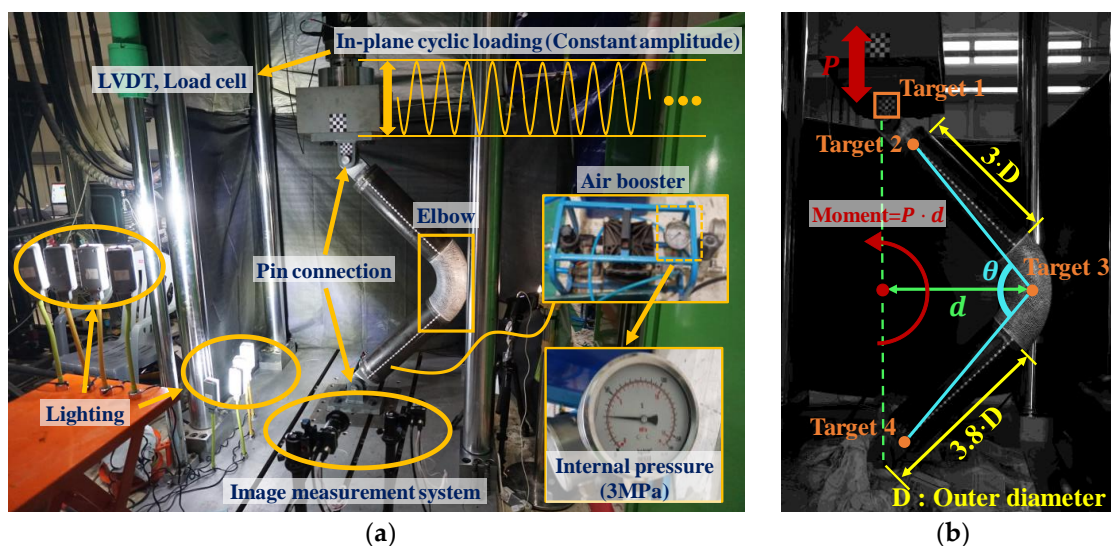 In-plane cyclic loading (Constant amplitude)
LVDT, Load cell
Air booster
Elbow
Pin connection
Lighting
Internal pressure
(3MPa)
Image measurement system
(a)
P
Target 1
Target 2
3·D
Moment=P · d
θ
Target 3
d
Target 4
3.8·D
D : Outer diameter
(b)